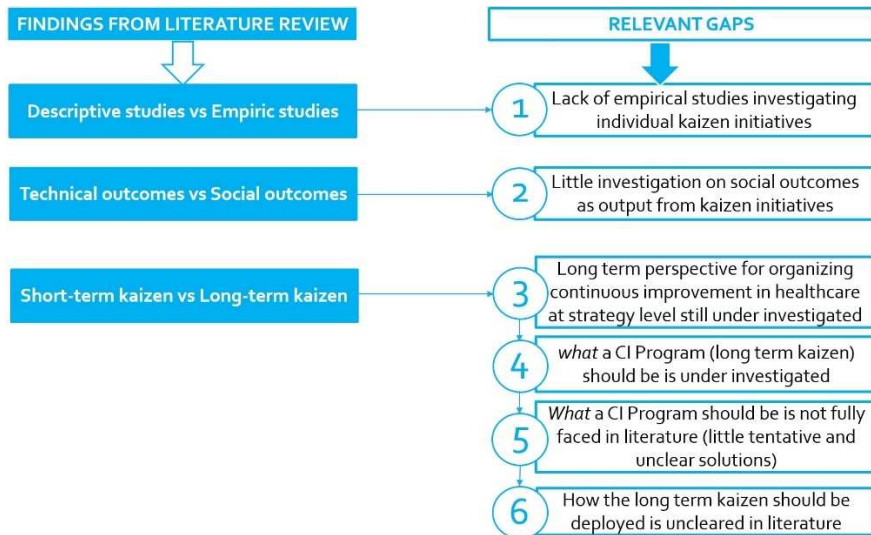 FINDINGS FROM LITERATURE REVIEW
RELEVANT GAPS
Descriptive studies vs Empiric studies
1
Lack of empirical studies investigating
individual kaizen initiatives
Technical outcomes vs Social outcomes
2
Little investigation on social outcomes
as output from kaizen initiatives
Short-term kaizen vs Long-term kaizen
3
Long term perspective for organizing
continuous improvement in healthcare
at strategy level still under investigated
4
what a CI Program (long term kaizen)
should be is under investigated
5
What a CI Program should be is not fully
faced in literature (little tentative and
unclear solutions)
6
How the long term kaizen should be
deployed is uncleared in literature